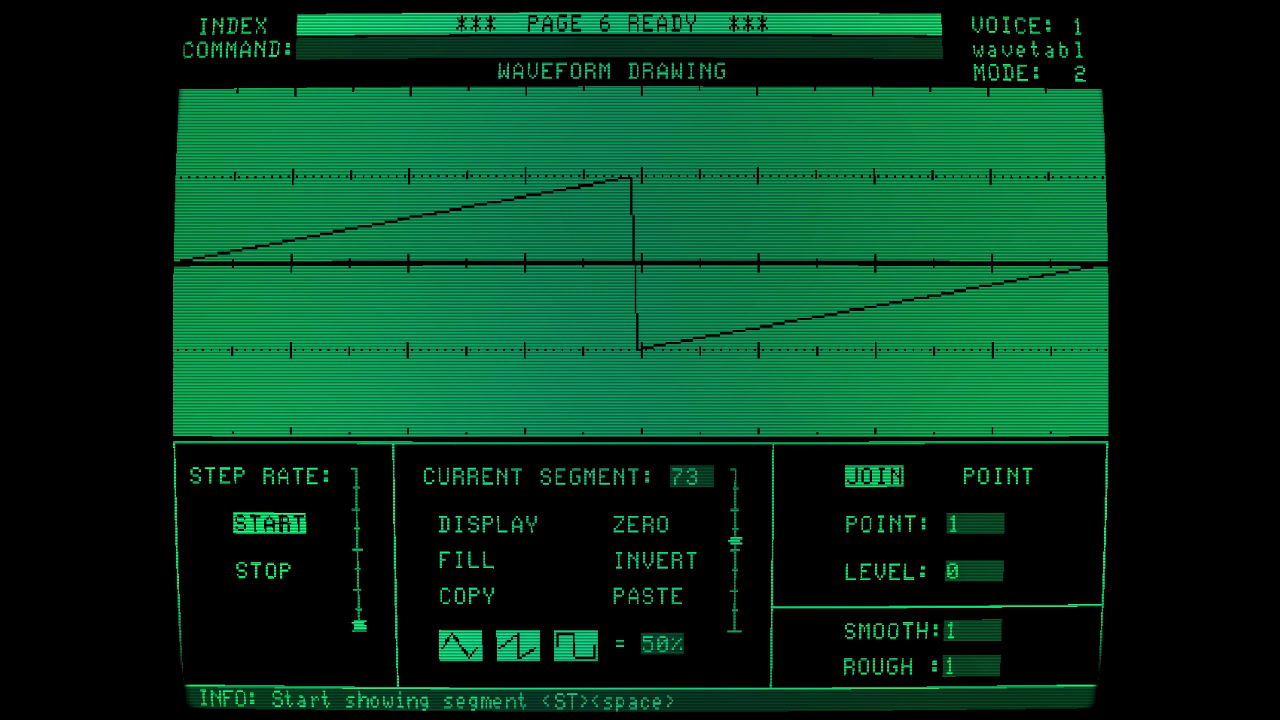 INDEX *** PAGE 6 READY *** VOICE: 1
COMMAND: wavetabl
WAVEFORM DRAWING MODE: 2
STEP RATE: CURRENT SEGMENT: 73 JOIN POINT
START DISPLAY ZERO POINT: 1
FILL INVERT
STOP LEVEL: 0
COPY PASTE
SMOOTH:1
= 50%
ROUGH :1
INFO: Start showing segment <ST><space>